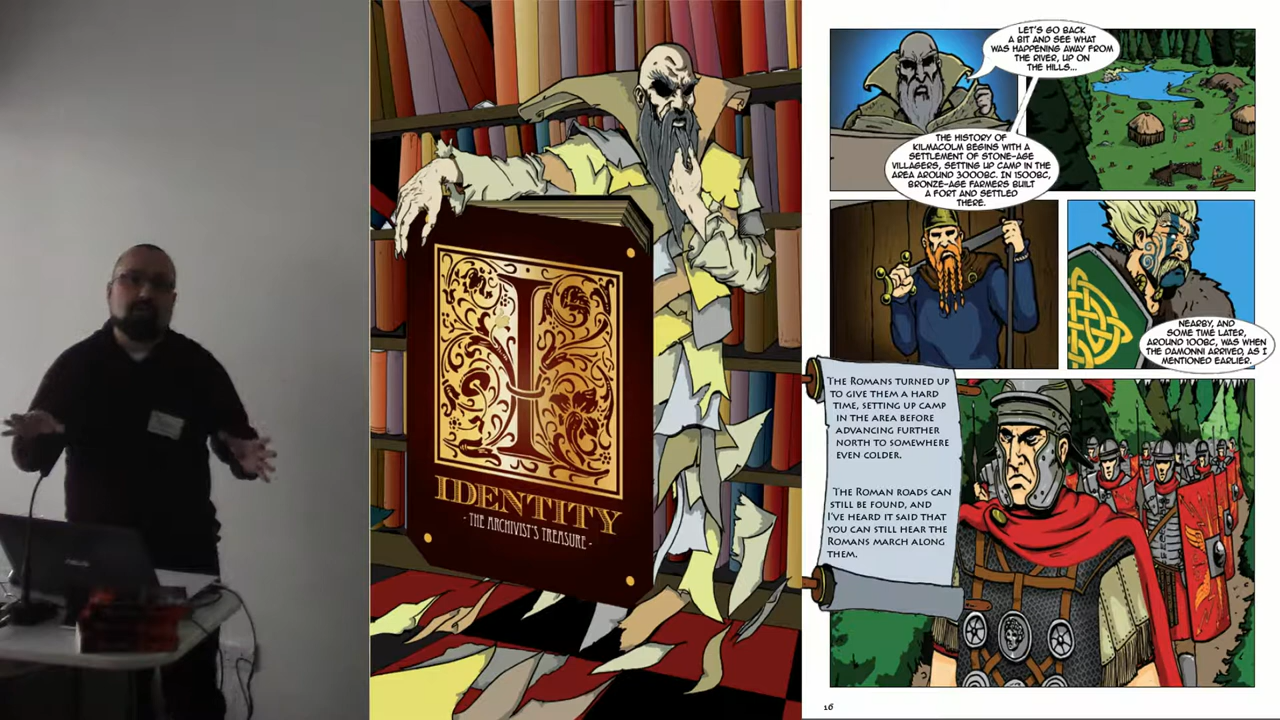 I
IDENTITY
- THE ARCHIVIST'S TREASURE -
LET'S GO BACK
A BIT AND SEE WHAT
WAS HAPPENING AWAY FROM
THE RIVER, UP ON
THE HILLS...
THE HISTORY OF
KILMACOLM BEGINS WITH A
SETTLEMENT OF STONE-AGE
VILLAGERS, SETTING UP CAMP IN THE
AREA AROUND 3000BC. IN 1500BC,
BRONZE-AGE FARMERS BUILT
A FORT AND SETTLED
THERE.
NEARBY, AND
SOME TIME LATER,
AROUND 100BC, WAS WHEN
THE DAMONNI ARRIVED, AS I
MENTIONED EARLIER.
THE ROMANS TURNED UP
TO GIVE THEM A HARD
TIME, SETTING UP CAMP
IN THE AREA BEFORE
ADVANCING FURTHER
NORTH TO SOMEWHERE
EVEN COLDER.
THE ROMAN ROADS CAN
STILL BE FOUND, AND
I'VE HEARD IT SAID THAT
YOU CAN STILL HEAR THE
ROMANS MARCH ALONG
THEM.
16